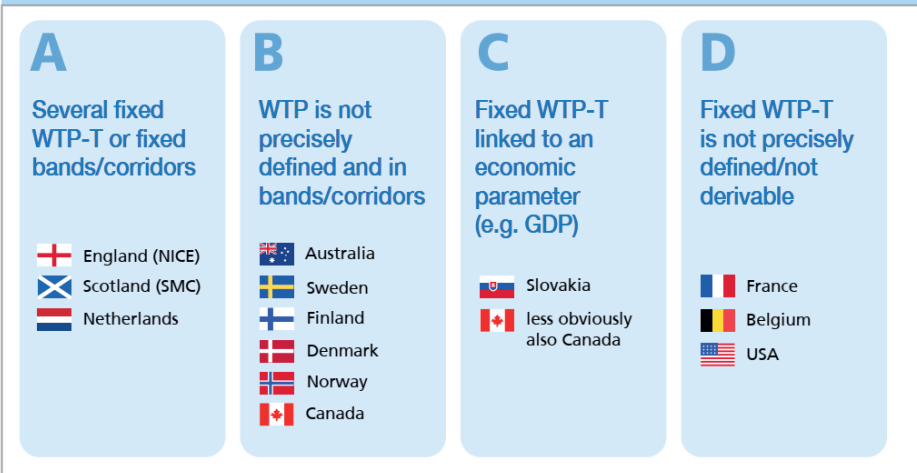 A
Several fixed
WTP-T or fixed
bands/corridors
England (NICE)
Scotland (SMC)
Netherlands
B
WTP is not
precisely
defined and in
bands/corridors
Australia
Sweden
Finland
Denmark
Norway
Canada
C
Fixed WTP-T
linked to an
economic
parameter
(e.g. GDP)
Slovakia
less obviously
also Canada
D
Fixed WTP-T
is not precisely
defined/not
derivable
France
Belgium
USA